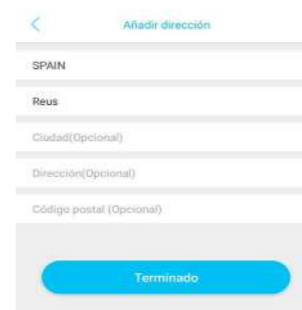 Añadir dirección
SPAIN
Reus
Ciudad(Opcional)
Dirección(Opcional)
Código postal (Opcional)
Terminado